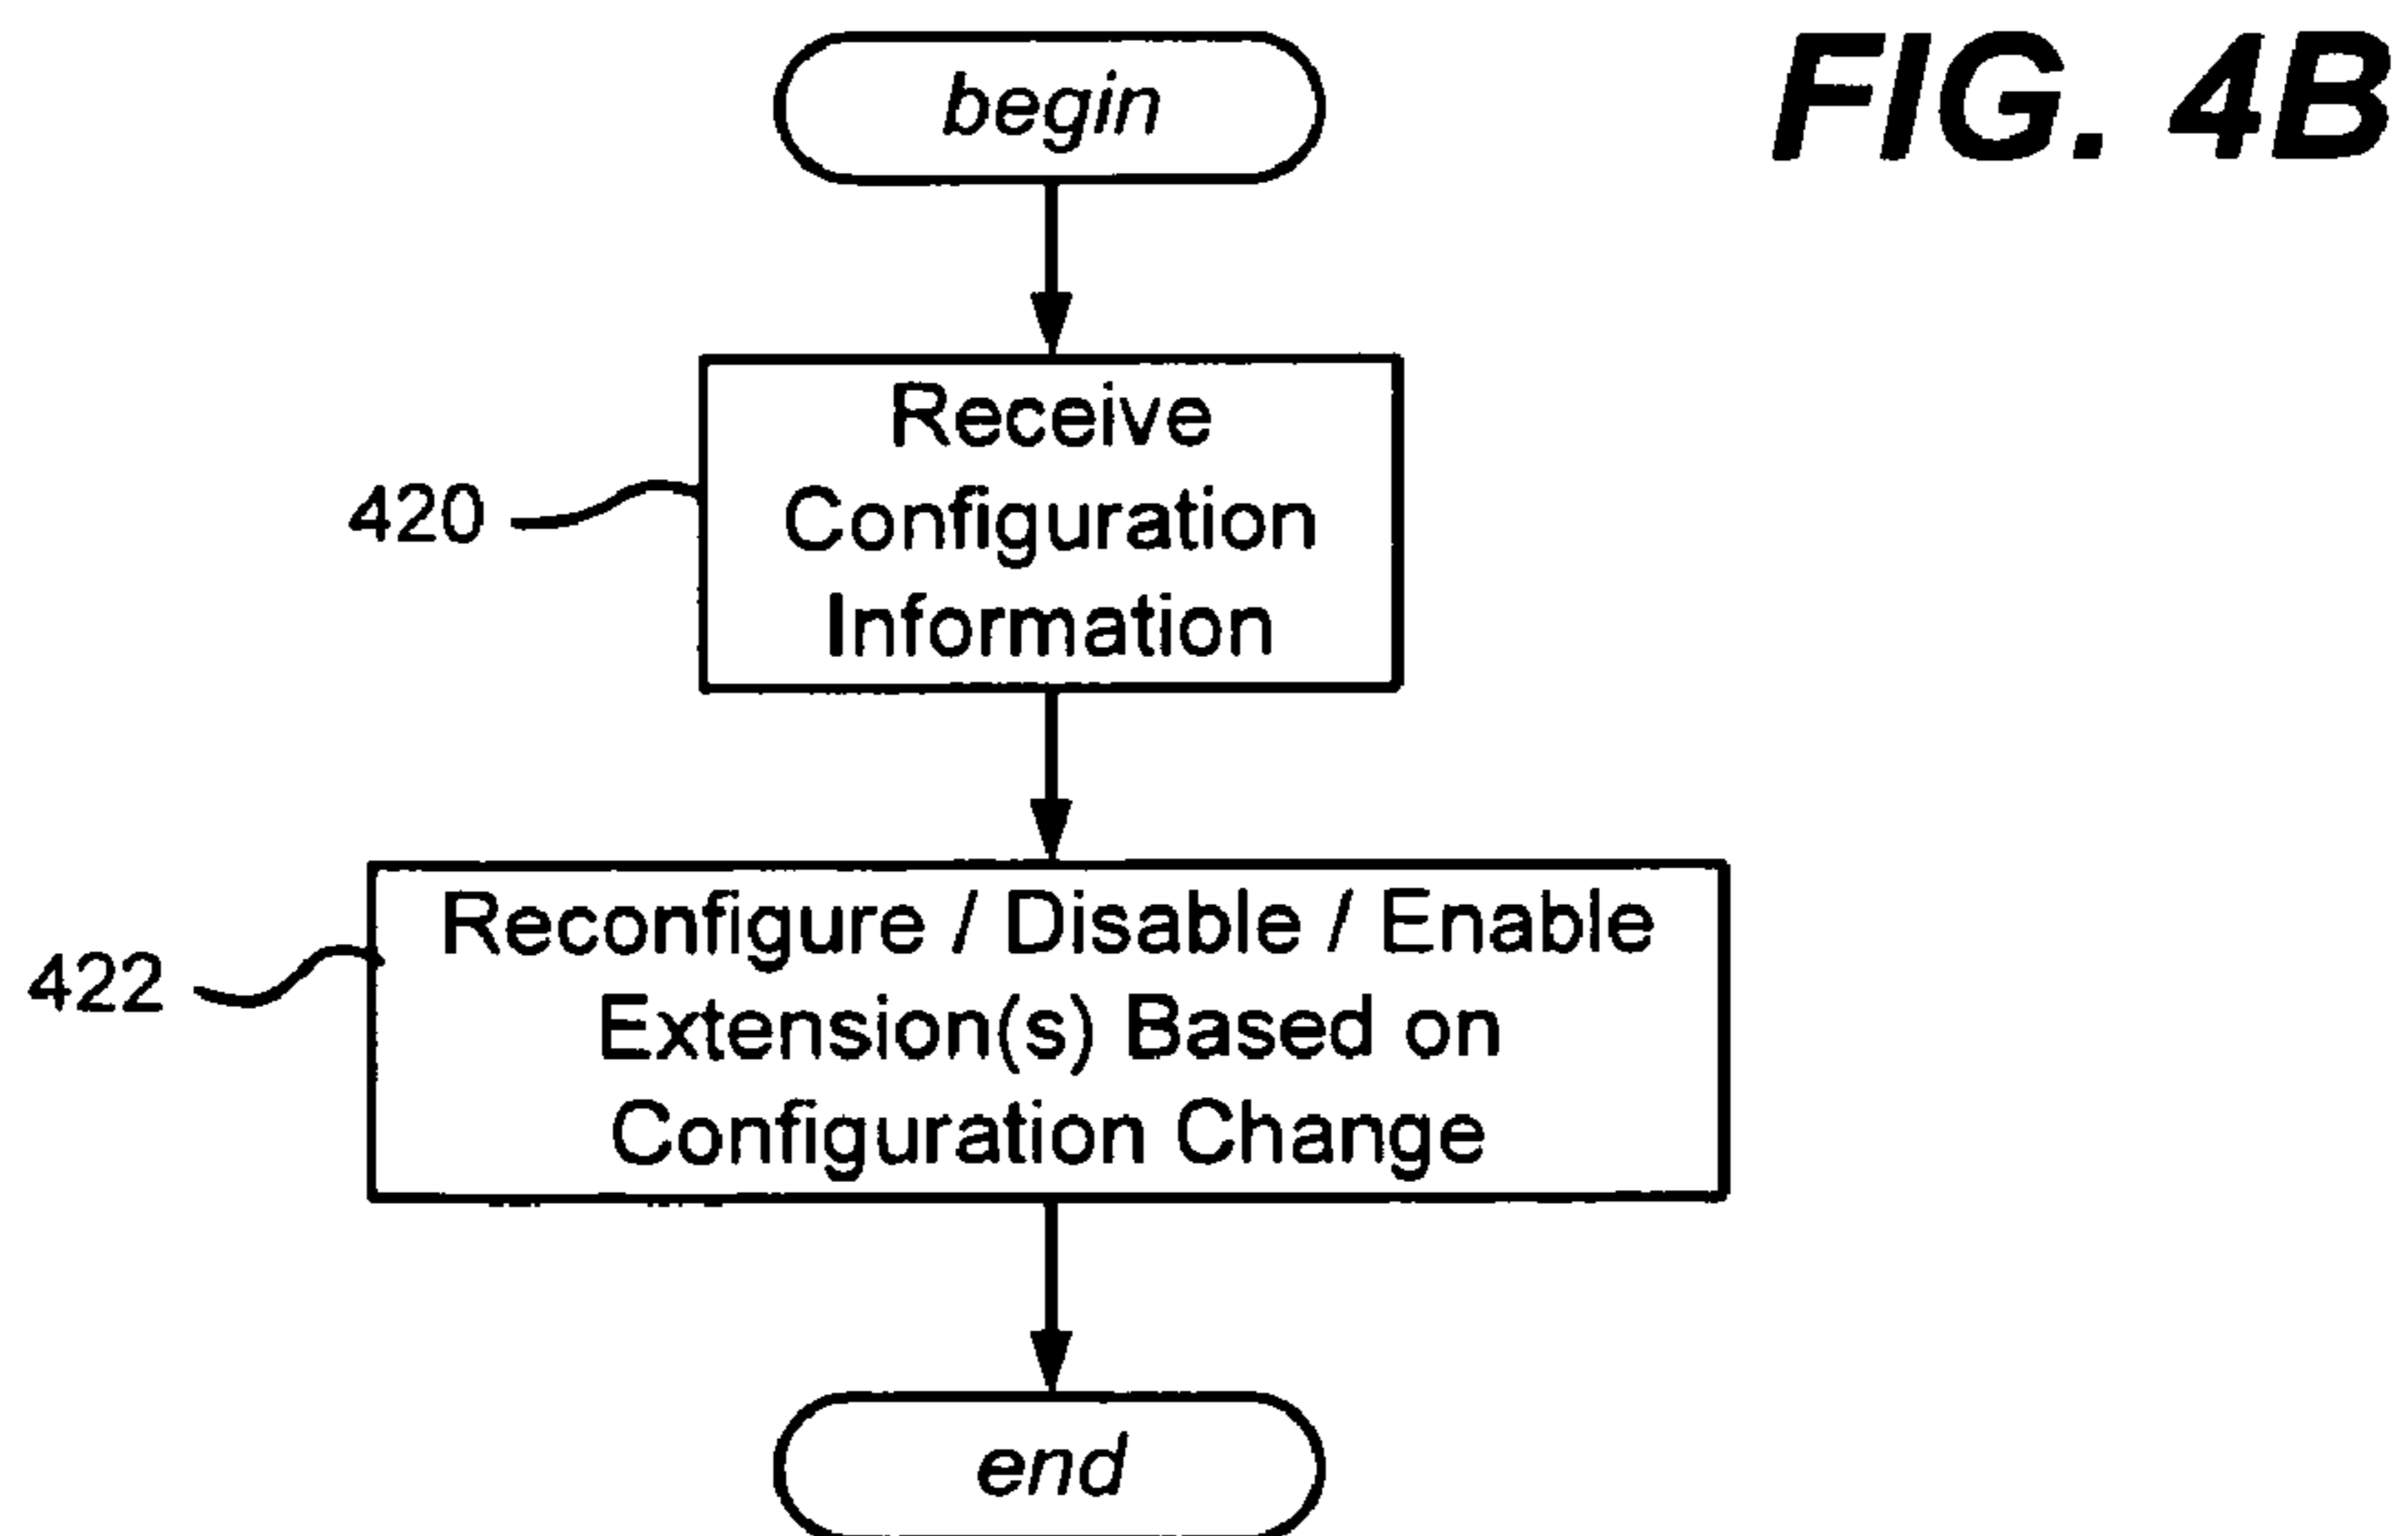 FIG. 4B
begin
Receive
Configuration
Information
420
Reconfigure / Disable / Enable
Extension(s) Based on
Configuration Change
422
end